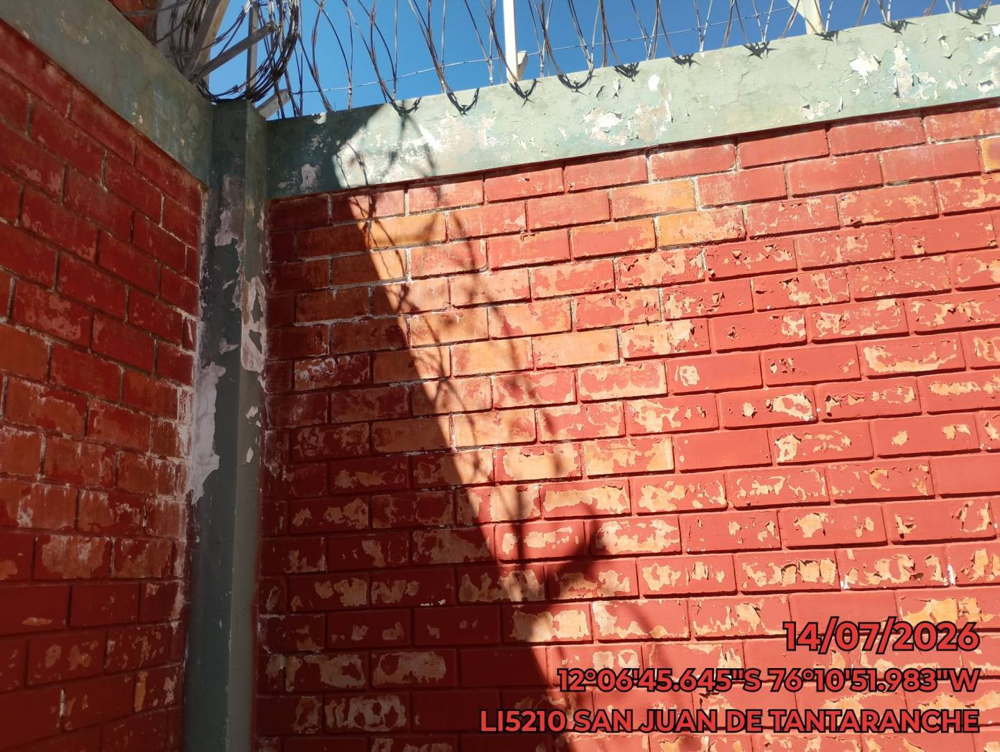 14/07/2026
12°06'45.645"S 76°10'51.983"W
LI5210 SAN JUAN DE TANTARANCHE